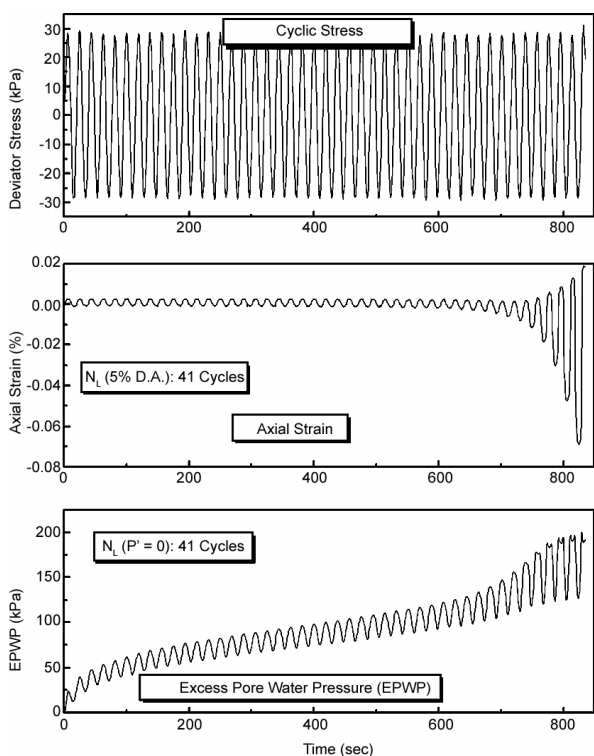 Cyclic Stress
Deviator Stress (kPa)
30
20
10
0
-10
-20
-30
0 200 400 600 800
Axial Strain (%)
0.02
0.00
-0.02
-0.04
-0.06
-0.08
N_L (5% D.A.): 41 Cycles
Axial Strain
0 200 400 600 800
EPWP (kPa)
200
150
100
50
0
N_L (P' = 0): 41 Cycles
Excess Pore Water Pressure (EPWP)
0 200 400 600 800
Time (sec)